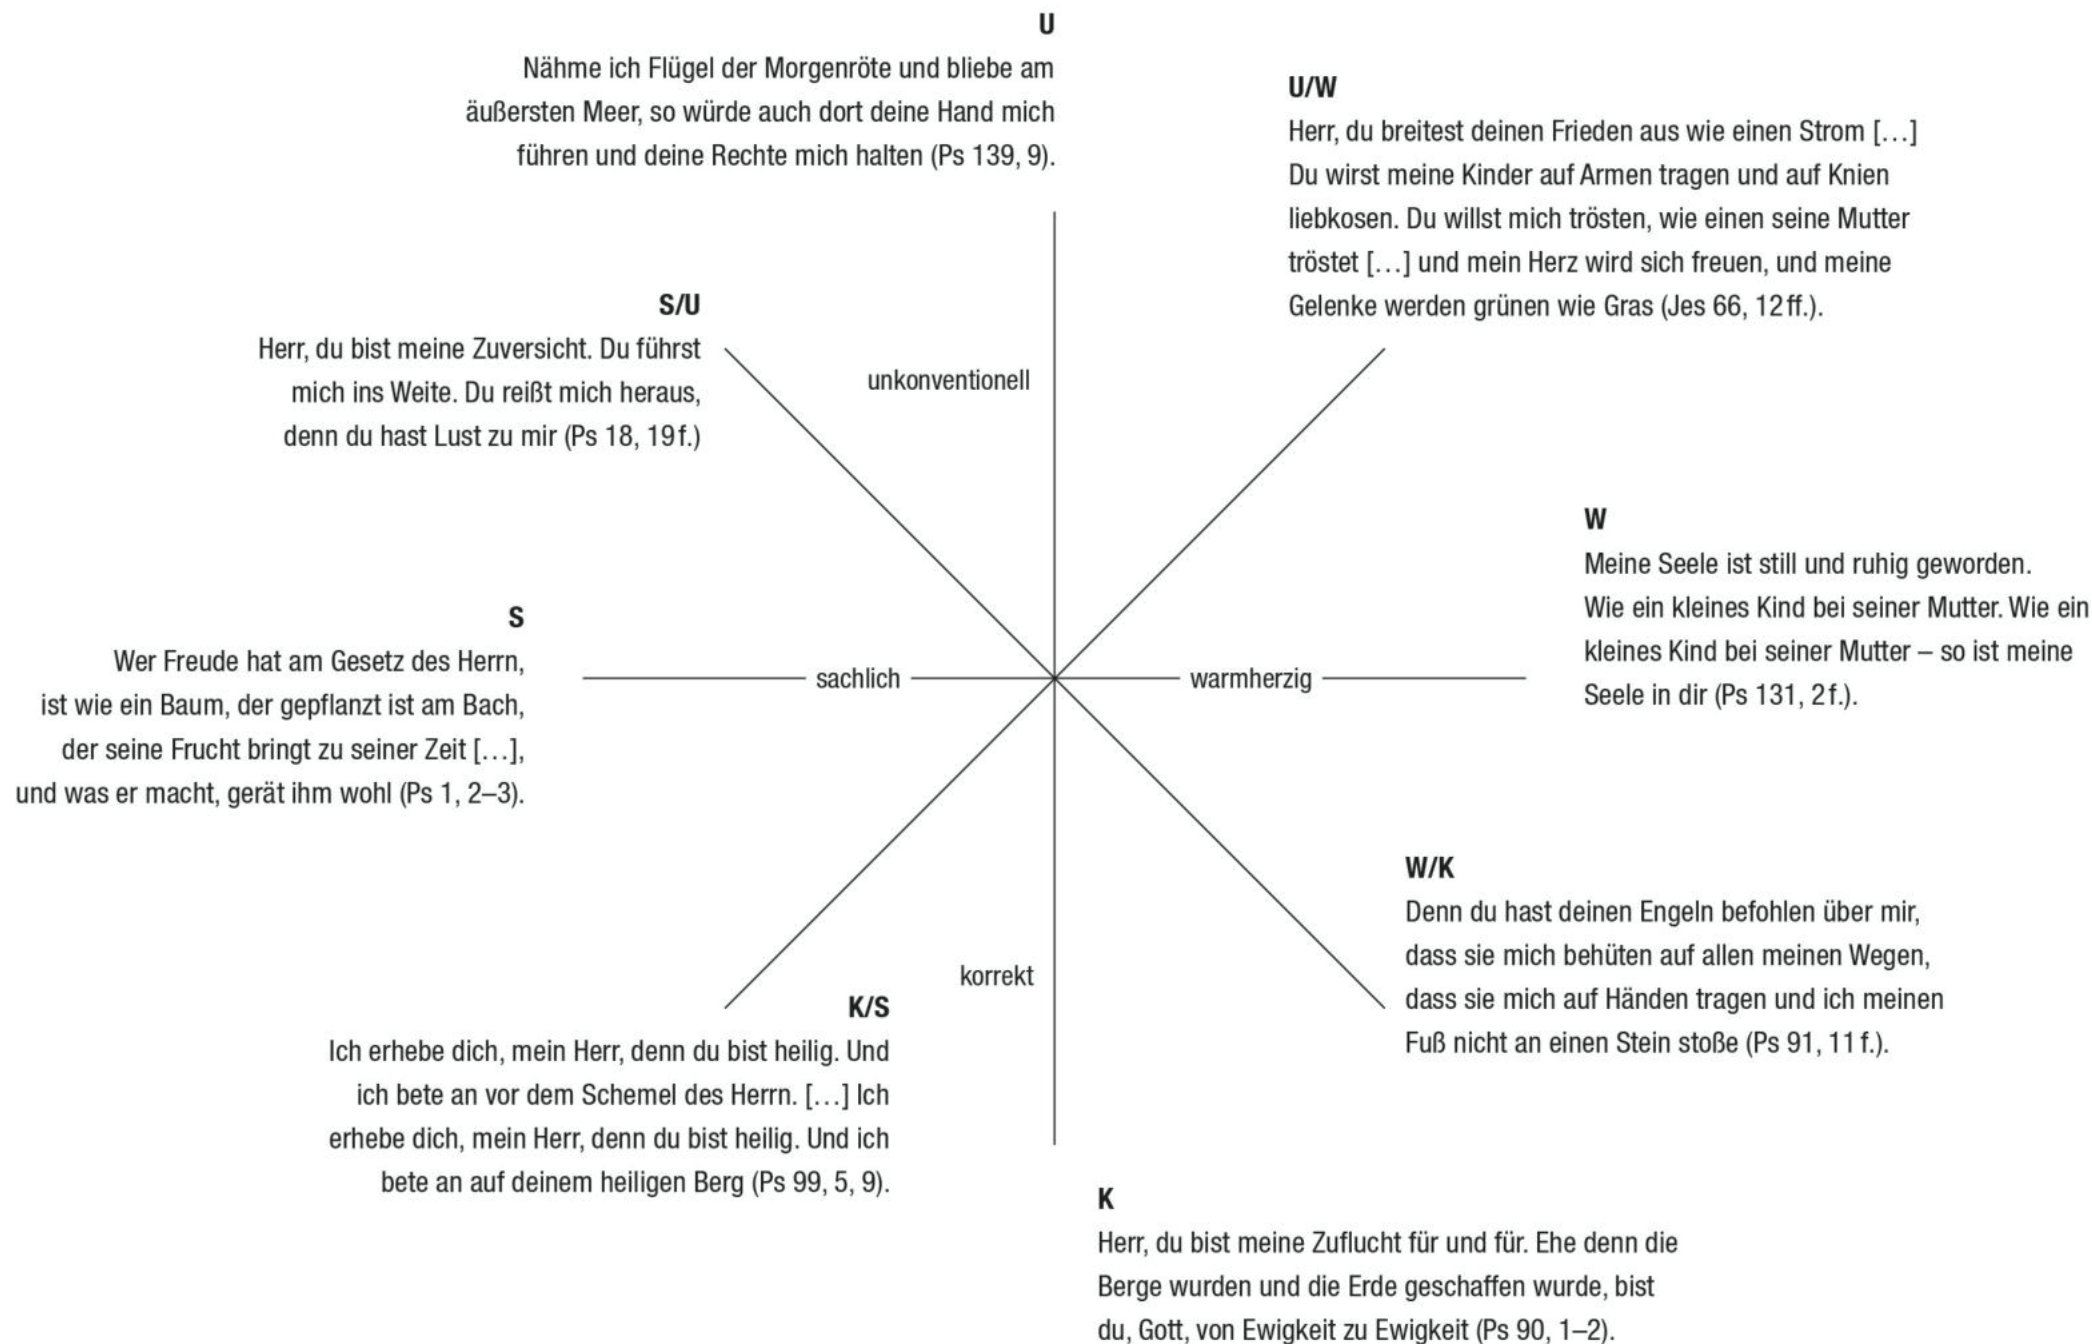 U
Nähme ich Flügel der Morgenröte und bliebe am
äußersten Meer, so würde auch dort deine Hand mich
führen und deine Rechte mich halten (Ps 139, 9).
U/W
Herr, du breitest deinen Frieden aus wie einen Strom […]
Du wirst meine Kinder auf Armen tragen und auf Knien
liebkosen. Du willst mich trösten, wie einen seine Mutter
tröstet […] und mein Herz wird sich freuen, und meine
Gelenke werden grünen wie Gras (Jes 66, 12 ff.).
S/U
Herr, du bist meine Zuversicht. Du führst
mich ins Weite. Du reißt mich heraus,
denn du hast Lust zu mir (Ps 18, 19 f.)
unkonventionell
W
Meine Seele ist still und ruhig geworden.
Wie ein kleines Kind bei seiner Mutter. Wie ein
kleines Kind bei seiner Mutter – so ist meine
Seele in dir (Ps 131, 2 f.).
S
Wer Freude hat am Gesetz des Herrn,
ist wie ein Baum, der gepflanzt ist am Bach,
der seine Frucht bringt zu seiner Zeit […],
und was er macht, gerät ihm wohl (Ps 1, 2–3).
sachlich
warmherzig
W/K
Denn du hast deinen Engeln befohlen über mir,
dass sie mich behüten auf allen meinen Wegen,
dass sie mich auf Händen tragen und ich meinen
Fuß nicht an einen Stein stoße (Ps 91, 11 f.).
korrekt
K/S
Ich erhebe dich, mein Herr, denn du bist heilig. Und
ich bete an vor dem Schemel des Herrn. […] Ich
erhebe dich, mein Herr, denn du bist heilig. Und ich
bete an auf deinem heiligen Berg (Ps 99, 5, 9).
K
Herr, du bist meine Zuflucht für und für. Ehe denn die
Berge wurden und die Erde geschaffen wurde, bist
du, Gott, von Ewigkeit zu Ewigkeit (Ps 90, 1–2).